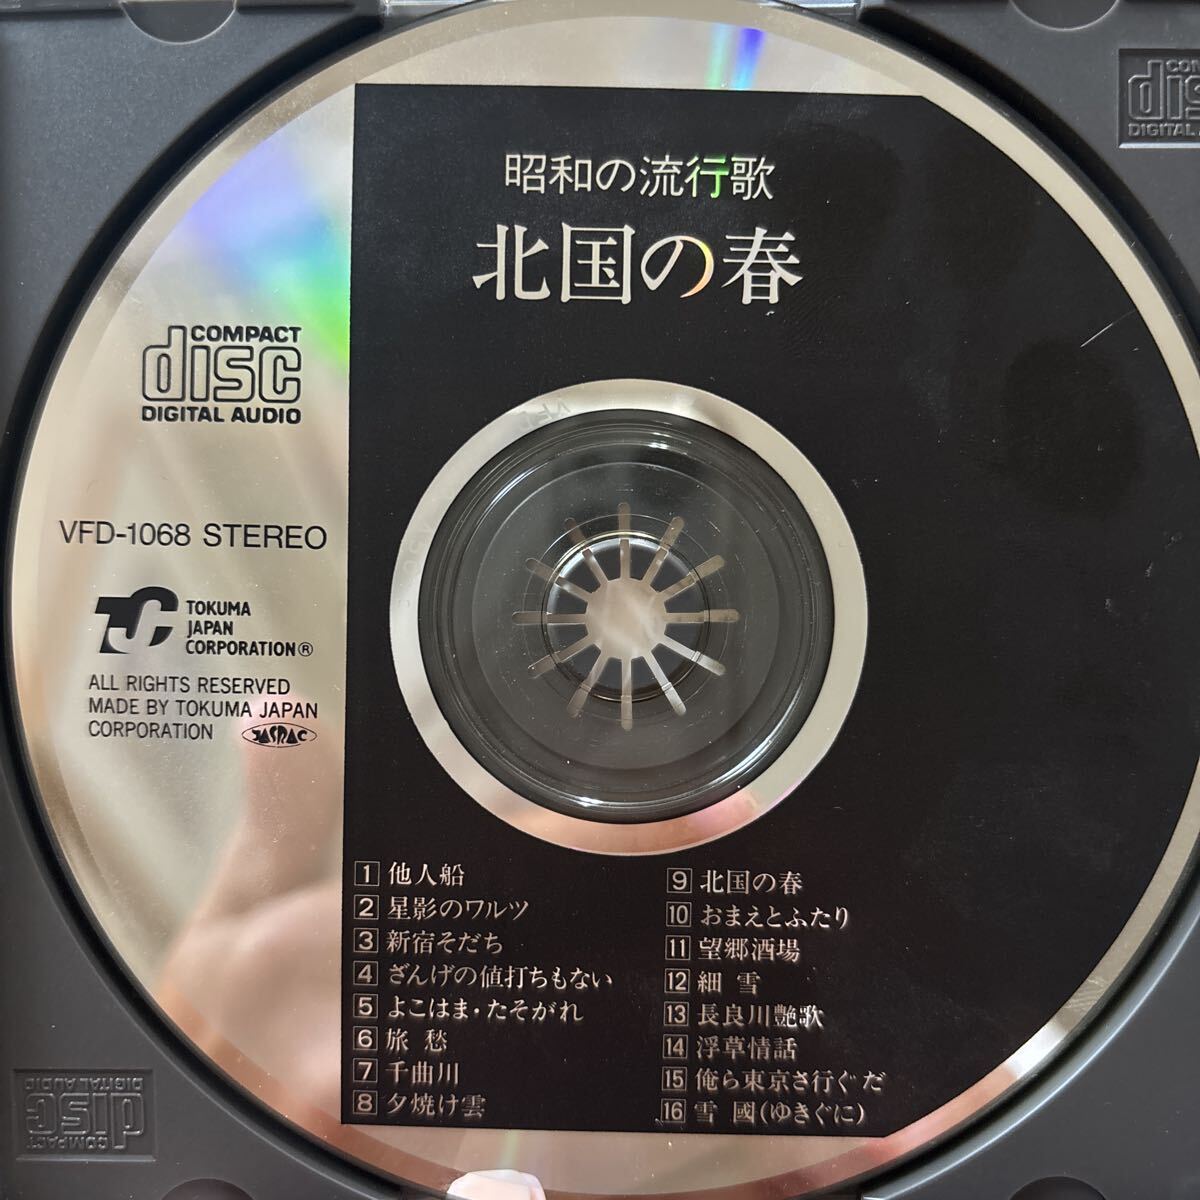 昭和の流行歌
北国の春
COMPACT
disc
DIGITAL AUDIO
VFD-1068 STEREO
TC TOKUMA
JAPAN
CORPORATION®
ALL RIGHTS RESERVED
MADE BY TOKUMA JAPAN
CORPORATION JASRAC
1 他人船
2 星影のワルツ
3 新宿そだち
4 ざんげの値打ちもない
5 よこはま・たそがれ
6 旅愁
7 千曲川
8 夕焼け雲
9 北国の春
10 おまえとふたり
11 望郷酒場
12 細雪
13 長良川艶歌
14 浮草情話
15 俺ら東京さ行ぐだ
16 雪國(ゆきぐに)
COMPACT
disc
DIGITAL AUDIO